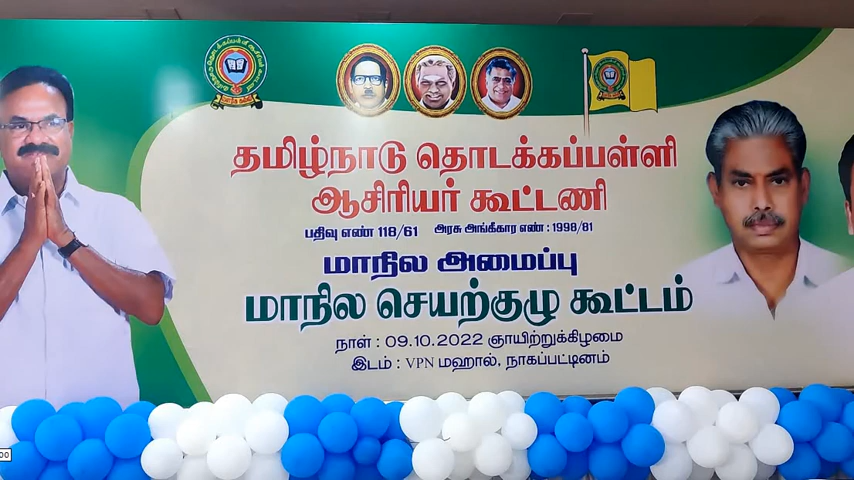 தமிழ்நாடு தொடக்கப்பள்ளி
ஆசிரியர் கூட்டணி
பதிவு எண் 118/61 அரசு அங்கீகார எண் : 1998/81
மாநில அமைப்பு
மாநில செயற்குழு கூட்டம்
நாள் : 09.10.2022 ஞாயிற்றுக்கிழமை
இடம் : VPN மஹால், நாகப்பட்டினம்